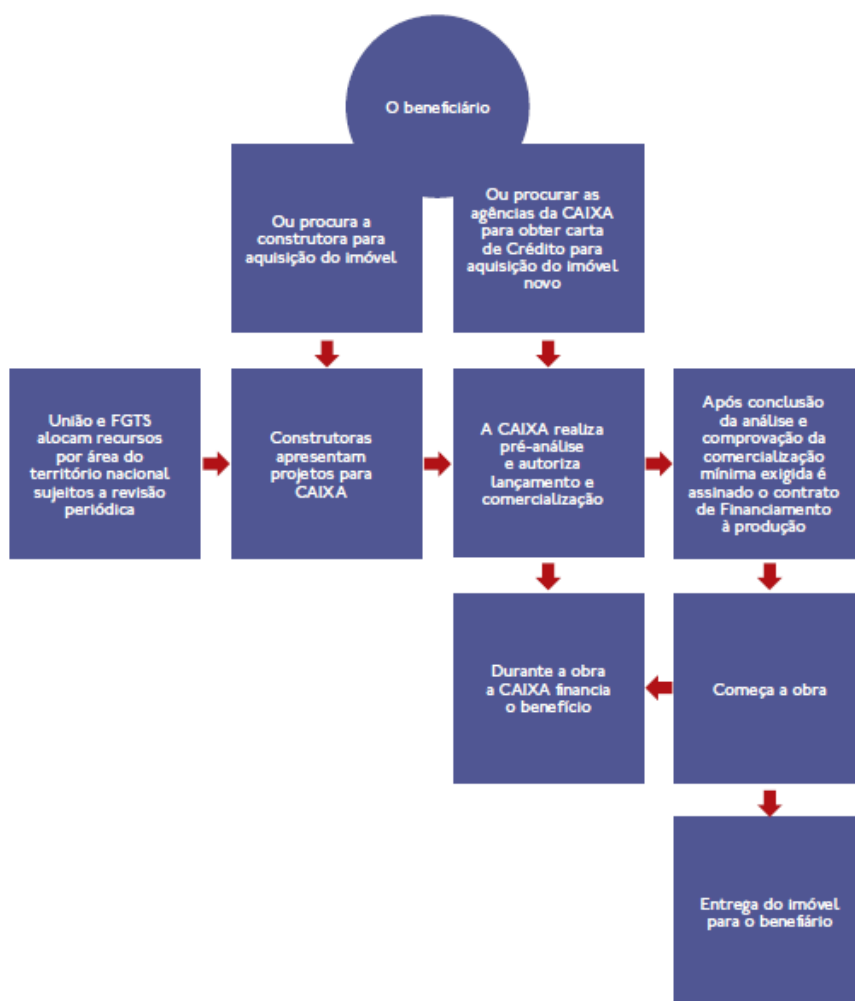 O beneficiário
Ou procura a
construtora para
aquisição do imóvel
Ou procurar as
agências da CAIXA
para obter carta
de Crédito para
aquisição do imóvel
novo
União e FGTS
alocam recursos
por área do
território nacional
sujeitos a revisão
periódica
Construtoras
apresentam
projetos para
CAIXA
A CAIXA realiza
pré-análise
e autoriza
lançamento e
comercialização
Após conclusão
da análise e
comprovação da
comercialização
mínima exigida é
assinado o contrato
de Financiamento
à produção
Durante a obra
a CAIXA financia
o benefício
Começa a obra
Entrega do imóvel
para o benefiário